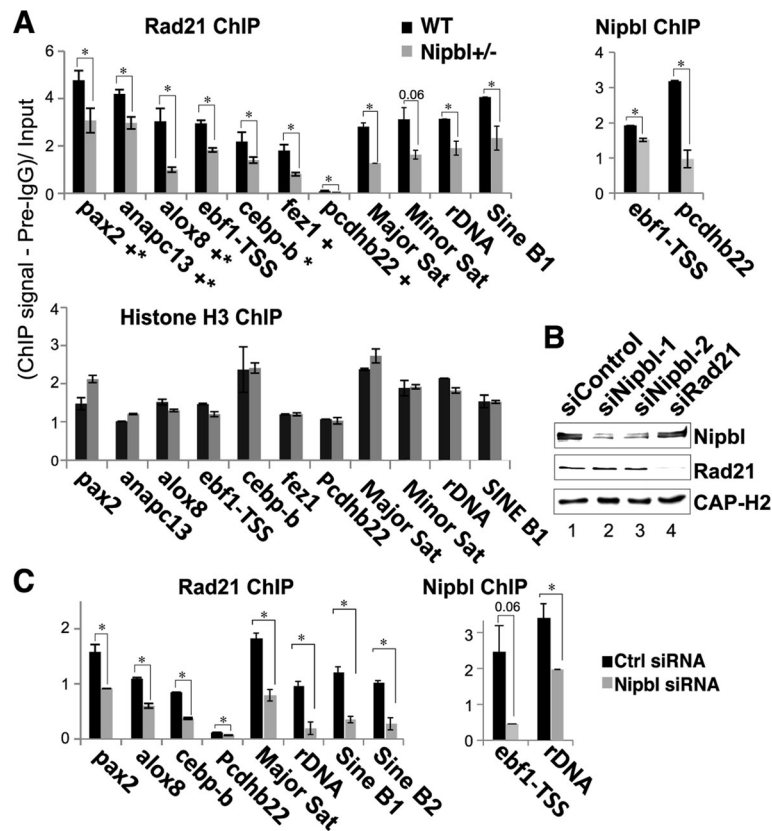 A
Rad21 ChIP
WT
Nipbl+/-
Nipbl ChIP
(ChIP signal - Pre-IgG)/ Input
6
4
2
0
* * * * * * * * 0.06 * *
pax2 +*
anapc13 +*
alox8 +*
ebf1-TSS
cebp-b *
fez1 +
pcdhb22 +
Major Sat
Minor Sat
rDNA
Sine B1
4
3
2
1
0
* *
ebf1-TSS
pcdhb22
Histone H3 ChIP
4
3
2
1
0
pax2
anapc13
alox8
ebf1-TSS
cebp-b
fez1
Pcdhb22
Major Sat
Minor Sat
rDNA
SINE B1
B
siControl
siNipbl-1
siNipbl-2
siRad21
Nipbl
Rad21
CAP-H2
1 2 3 4
C
Rad21 ChIP
Nipbl ChIP
2
1
0
* * * * * * * *
pax2
alox8
cebp-b
Pcdhb22
Major Sat
rDNA
Sine B1
Sine B2
3
2
1
0
0.06 *
ebf1-TSS
rDNA
Ctrl siRNA
Nipbl siRNA